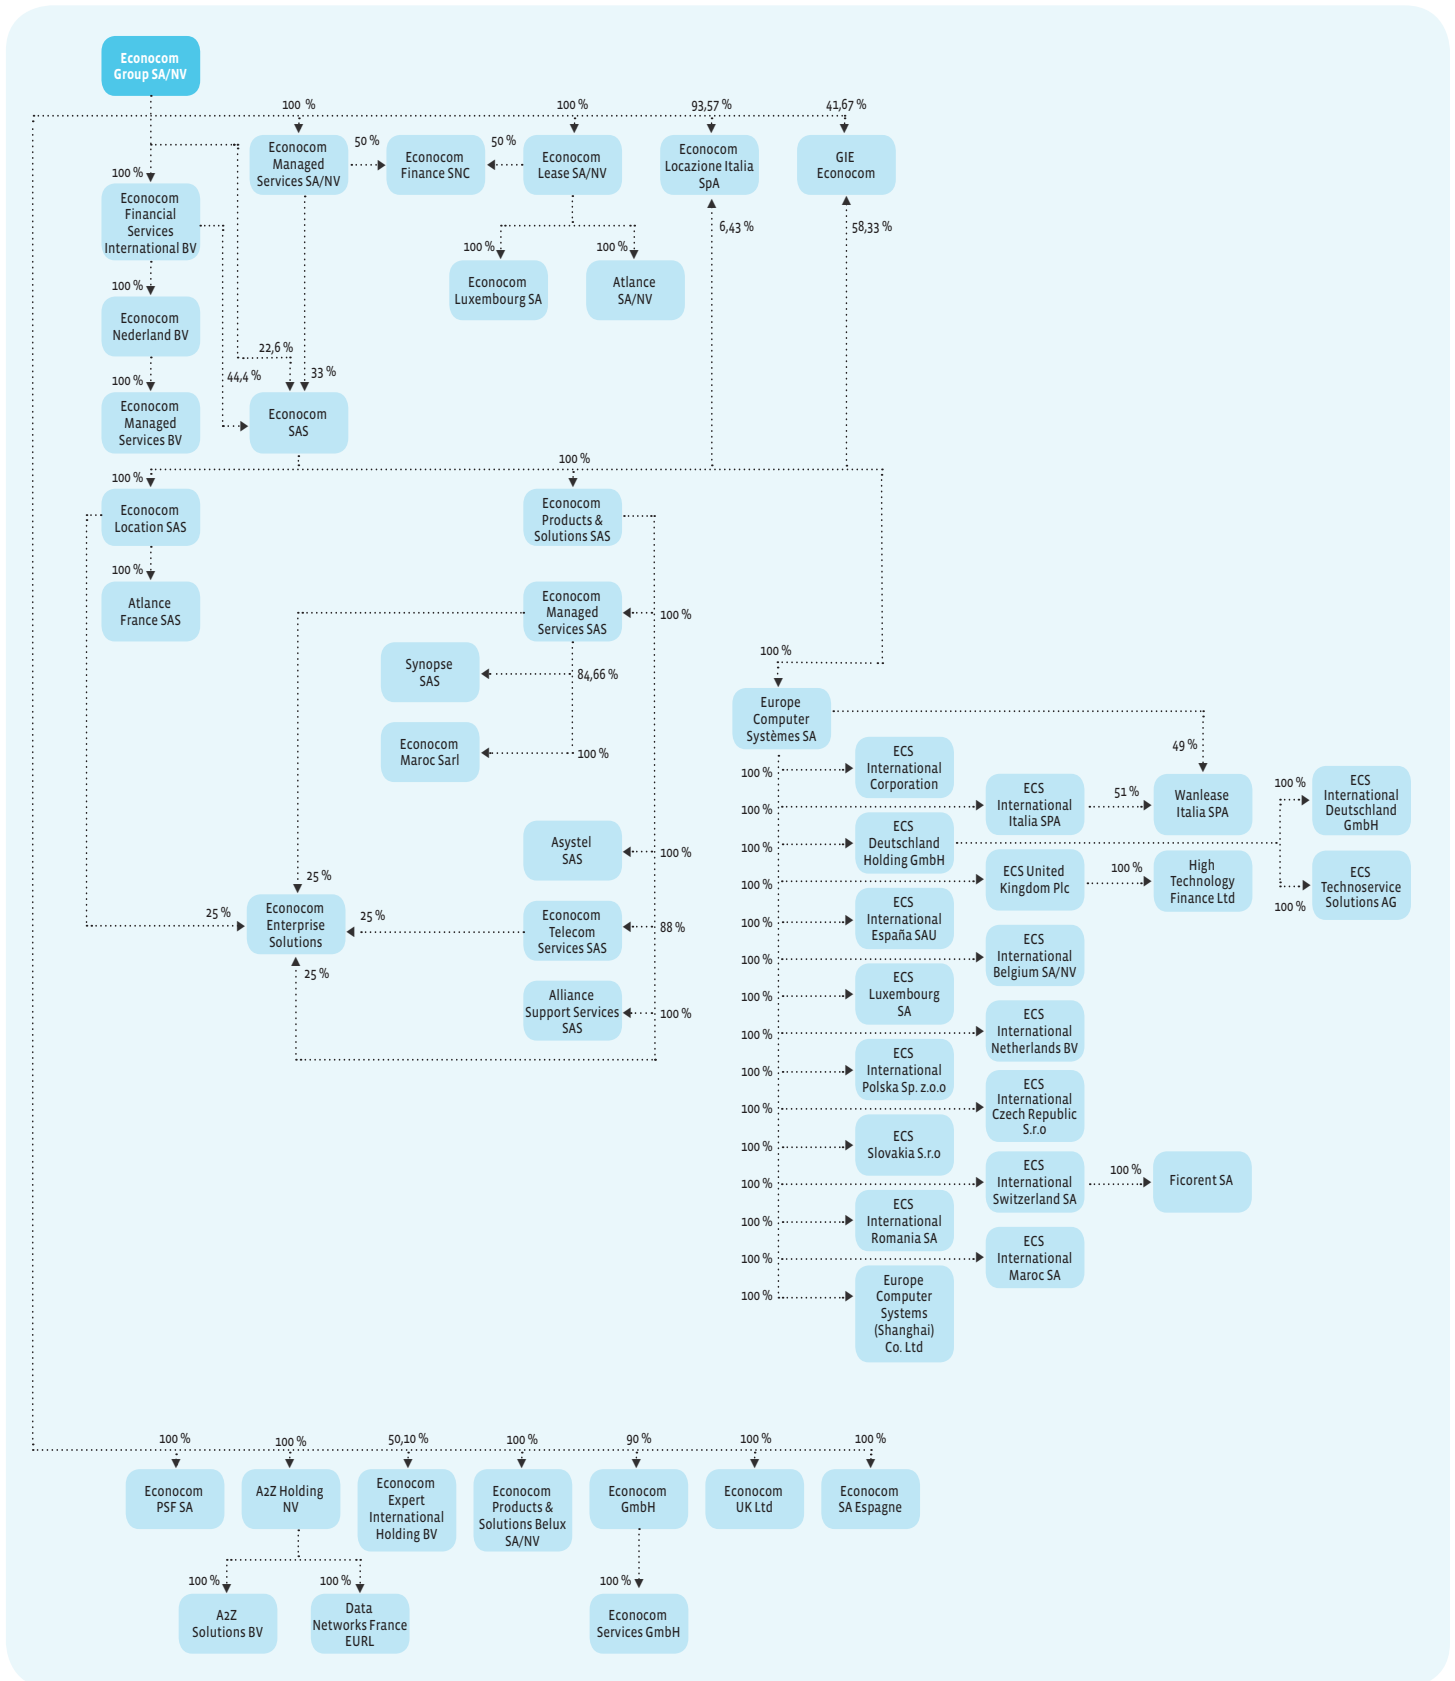 Econocom
Group SA/NV
100 %
100 %
93,57 %
41,67 %
Econocom
Managed
Services SA/NV
50 %
Econocom
Finance SNC
50 %
Econocom
Lease SA/NV
Econocom
Locazione Italia
SpA
GIE
Econocom
100 %
Econocom
Financial
Services
International BV
6,43 %
58,33 %
100 %
100 %
Econocom
Luxembourg SA
Atlance
SA/NV
100 %
Econocom
Nederland BV
22,6 %
44,4 %
33 %
100 %
Econocom
Managed
Services BV
Econocom
SAS
100 %
100 %
Econocom
Location SAS
Econocom
Products &
Solutions SAS
100 %
Atlance
France SAS
Econocom
Managed
Services SAS
100 %
Synopse
SAS
84,66 %
Econocom
Maroc Sarl
100 %
Asystel
SAS
100 %
25 %
25 %
Econocom
Enterprise
Solutions
25 %
Econocom
Telecom
Services SAS
88 %
25 %
Alliance
Support Services
SAS
100 %
100 %
Europe
Computer
Systèmes SA
49 %
100 %
ECS
International
Corporation
100 %
ECS
International
Italia SPA
51 %
Wanlease
Italia SPA
100 %
ECS
International
Deutschland
GmbH
100 %
ECS
Deutschland
Holding GmbH
100 %
ECS United
Kingdom Plc
100 %
High
Technology
Finance Ltd
100 %
ECS
Technoservice
Solutions AG
100 %
ECS
International
España SAU
100 %
ECS
International
Belgium SA/NV
100 %
ECS
Luxembourg
SA
100 %
ECS
International
Netherlands BV
100 %
ECS
International
Polska Sp. z.o.o
100 %
ECS
International
Czech Republic
S.r.o
100 %
ECS
Slovakia S.r.o
100 %
ECS
International
Switzerland SA
100 %
Ficorent SA
100 %
ECS
International
Romania SA
100 %
ECS
International
Maroc SA
100 %
Europe
Computer
Systems
(Shanghai)
Co. Ltd
100 %
100 %
50,10 %
100 %
90 %
100 %
100 %
Econocom
PSF SA
A2Z Holding
NV
Econocom
Expert
International
Holding BV
Econocom
Products &
Solutions Belux
SA/NV
Econocom
GmbH
Econocom
UK Ltd
Econocom
SA Espagne
100 %
100 %
100 %
A2Z
Solutions BV
Data
Networks France
EURL
Econocom
Services GmbH